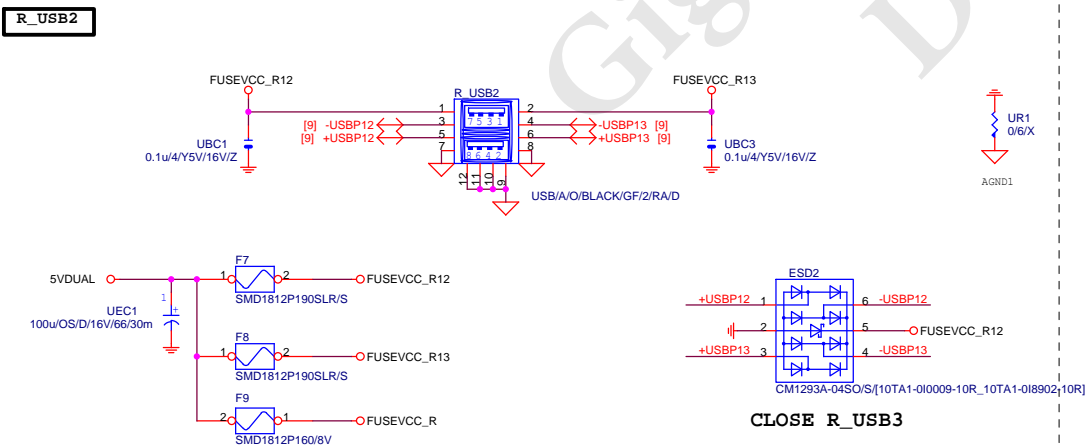 R_USB2
Gig
D
FUSEVCC_R12
FUSEVCC_R13
R_USB2
1
2
[9] -USBP12
3
7 5 3 1
4
-USBP13 [9]
[9] +USBP12
5
6
+USBP13 [9]
UBC1
0.1u/4/Y5V/16V/Z
7
8 6 4 2
8
UBC3
0.1u/4/Y5V/16V/Z
UR1
0/6/X
AGND1
12
11
10
9
USB/A/O/BLACK/GF/2/RA/D
5VDUAL
F7
1
2
FUSEVCC_R12
SMD1812P190SLR/S
1
+
UEC1
100u/OS/D/16V/66/30m
F8
1
2
FUSEVCC_R13
SMD1812P190SLR/S
F9
2
1
FUSEVCC_R
SMD1812P160/8V
ESD2
+USBP12
1
6
-USBP12
2
5
FUSEVCC_R12
+USBP13
3
4
-USBP13
CM1293A-04SO/S/[10TA1-0I0009-10R_10TA1-0I8902-10R]
CLOSE R_USB3